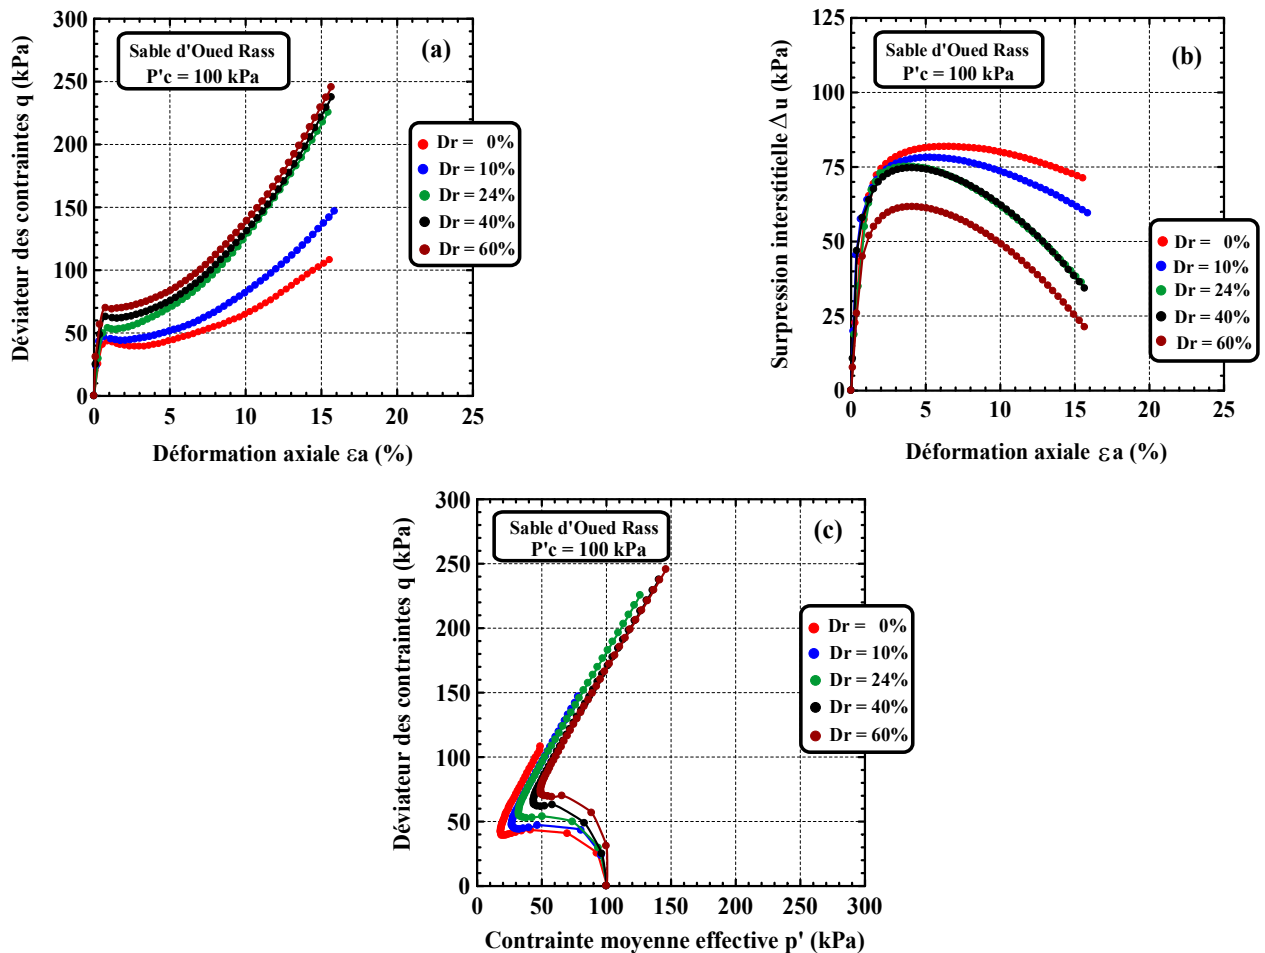 300
250
200
150
100
50
0
Déviateur des contraintes q (kPa)
Sable d'Oued Rass
P'c = 100 kPa
(a)
Dr = 0%
Dr = 10%
Dr = 24%
Dr = 40%
Dr = 60%
0 5 10 15 20 25
Déformation axiale εa (%)
125
100
75
50
25
0
Surpression interstitielle Δu (kPa)
Sable d'Oued Rass
P'c = 100 kPa
(b)
Dr = 0%
Dr = 10%
Dr = 24%
Dr = 40%
Dr = 60%
0 5 10 15 20 25
Déformation axiale εa (%)
300
250
200
150
100
50
0
Déviateur des contraintes q (kPa)
Sable d'Oued Rass
P'c = 100 kPa
(c)
Dr = 0%
Dr = 10%
Dr = 24%
Dr = 40%
Dr = 60%
0 50 100 150 200 250 300
Contrainte moyenne effective p' (kPa)